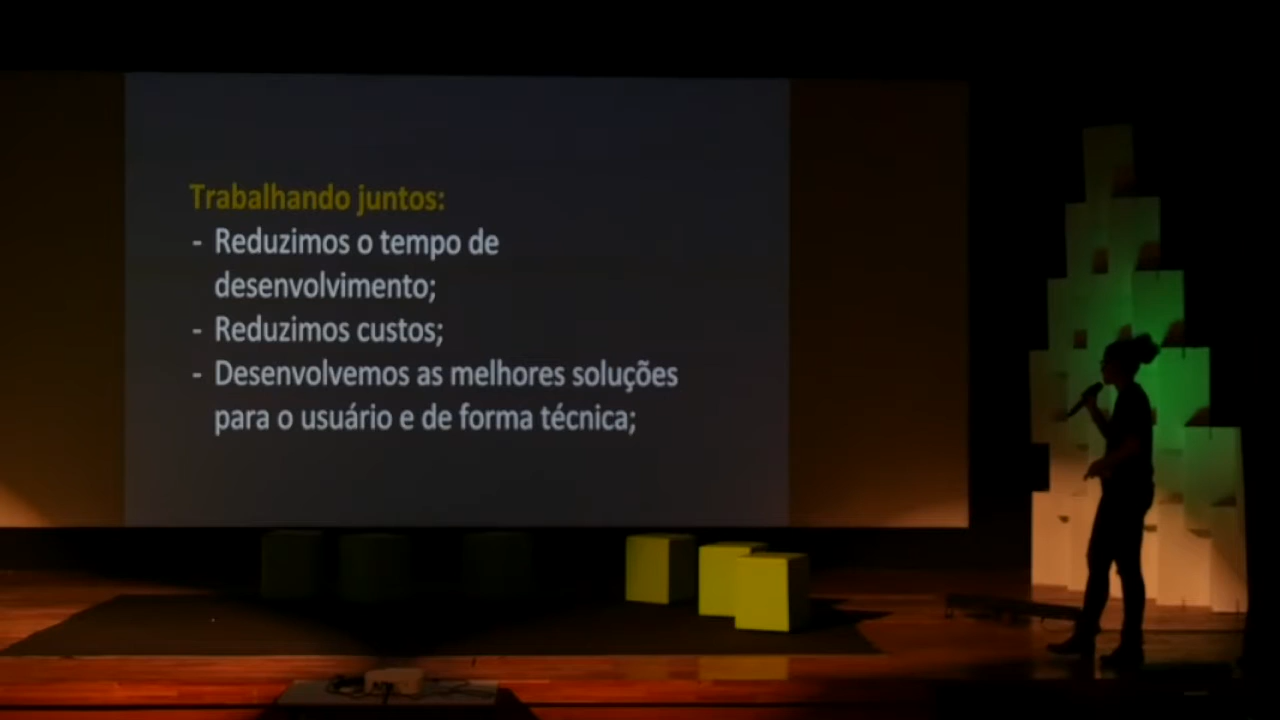 Trabalhando juntos:
- Reduzimos o tempo de
desenvolvimento;
- Reduzimos custos;
- Desenvolvemos as melhores soluções
para o usuário e de forma técnica;